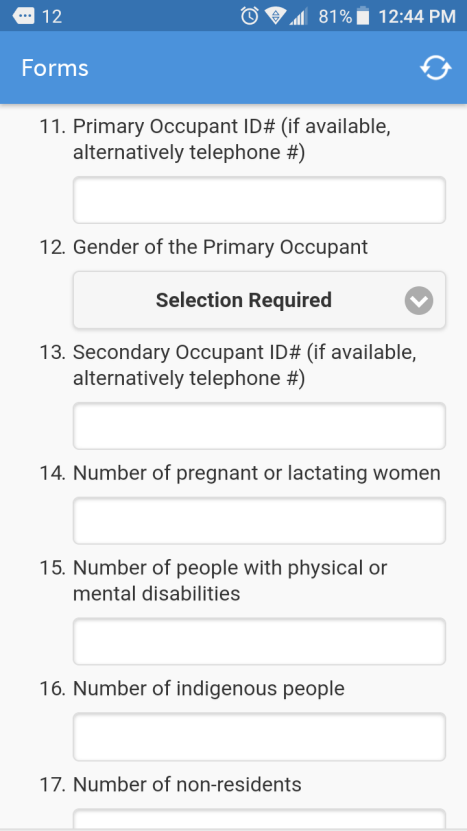 12 81% 12:44 PM
Forms
11. Primary Occupant ID# (if available,
alternatively telephone #)
12. Gender of the Primary Occupant
Selection Required
13. Secondary Occupant ID# (if available,
alternatively telephone #)
14. Number of pregnant or lactating women
15. Number of people with physical or
mental disabilities
16. Number of indigenous people
17. Number of non-residents